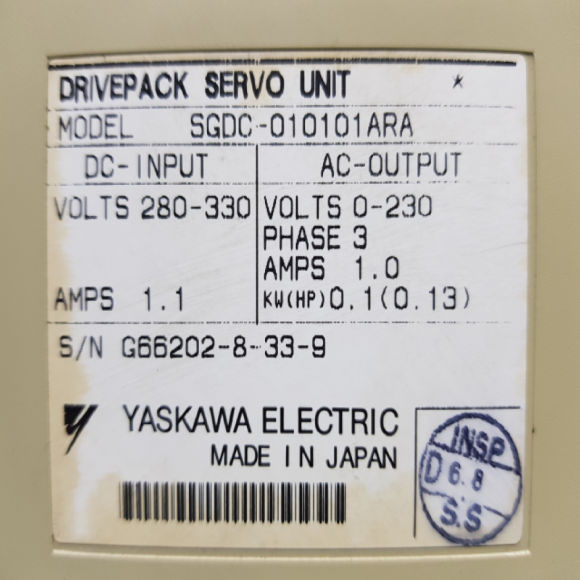 DRIVEPACK SERVO UNIT *
MODEL SGDC-010101ARA
DC-INPUT AC-OUTPUT
VOLTS 280-330 VOLTS 0-230
PHASE 3
AMPS 1.0
AMPS 1.1 KW(HP) 0.1(0.13)
S/N G66202-8-33-9
YASKAWA ELECTRIC
MADE IN JAPAN
INSP
D 6.8
S.S